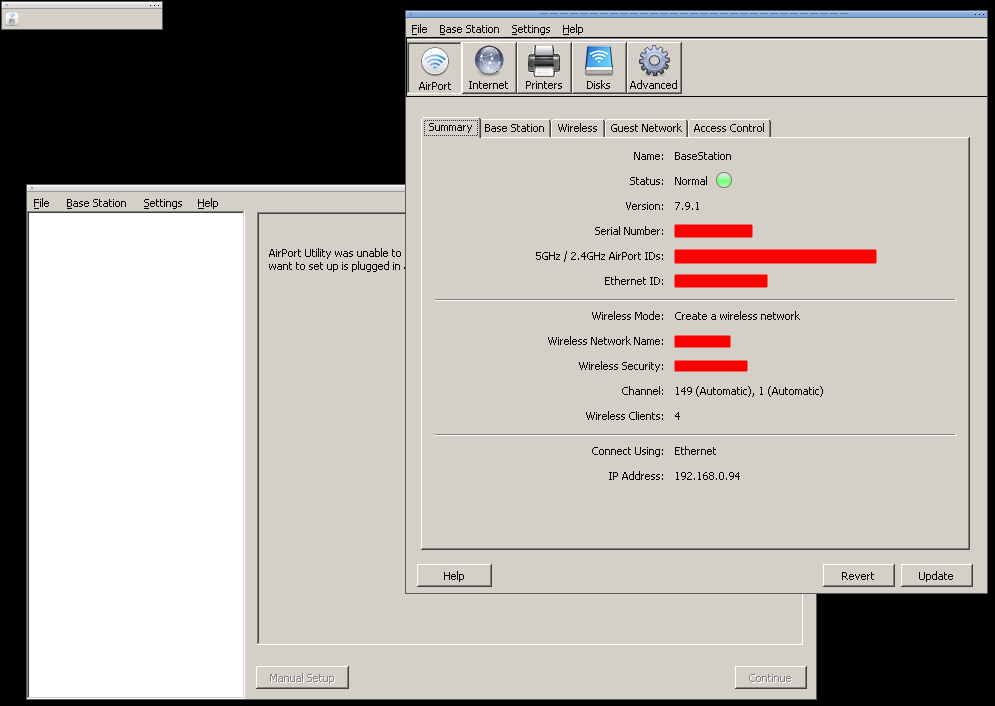 File Base Station Settings Help
AirPort Internet Printers Disks Advanced
Summary Base Station Wireless Guest Network Access Control
Name: BaseStation
Status: Normal
Version: 7.9.1
Serial Number:
5GHz / 2.4GHz AirPort IDs:
Ethernet ID:
Wireless Mode: Create a wireless network
Wireless Network Name:
Wireless Security:
Channel: 149 (Automatic), 1 (Automatic)
Wireless Clients: 4
Connect Using: Ethernet
IP Address: 192.168.0.94
Help Revert Update
File Base Station Settings Help
AirPort Utility was unable to
want to set up is plugged in
Manual Setup Continue